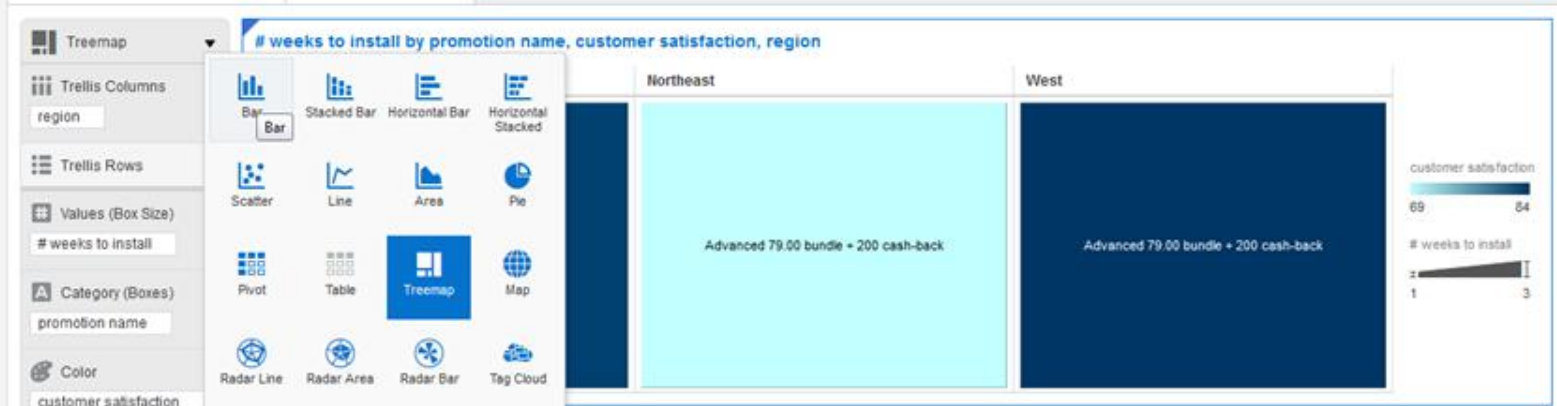 Treemap
# weeks to install by promotion name, customer satisfaction, region
Trellis Columns
region
Trellis Rows
Values (Box Size)
# weeks to install
Category (Boxes)
promotion name
Color
customer satisfaction
Bar
Stacked Bar
Horizontal Bar
Horizontal
Stacked
Bar
Scatter
Line
Area
Pie
Pivot
Table
Treemap
Map
Radar Line
Radar Area
Radar Bar
Tag Cloud
Northeast
West
Advanced 79.00 bundle + 200 cash-back
Advanced 79.00 bundle + 200 cash-back
customer satisfaction
69 84
# weeks to install
1 3